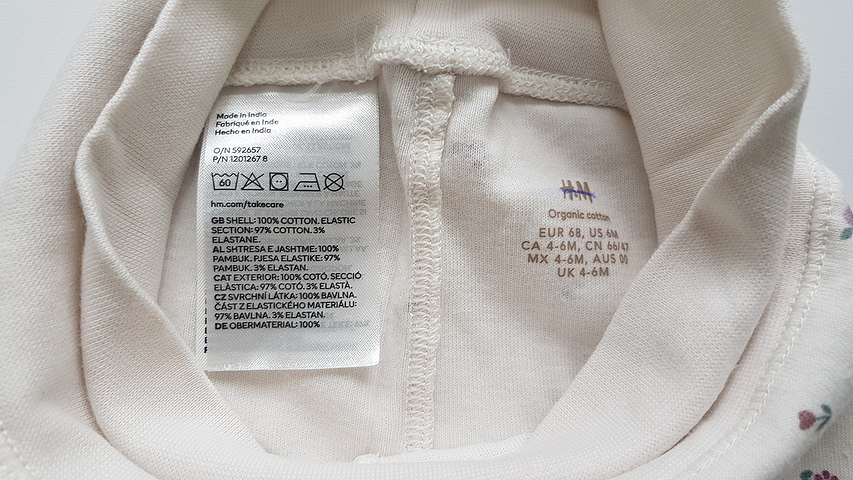 Made in India
Fabriqué en Inde
Hecho en India
O/N 592657
P/N 1201267 8
60
hm.com/takecare
GB SHELL: 100% COTTON. ELASTIC
SECTION: 97% COTTON. 3%
ELASTANE.
AL SHTRESA E JASHTME: 100%
PAMBUK. PJESA ELASTIKE: 97%
PAMBUK. 3% ELASTAN.
CAT EXTERIOR: 100% COTÓ. SECCIÓ
ELÀSTICA: 97% COTÓ. 3% ELASTÀ.
CZ SVRCHNÍ LÁTKA: 100% BAVLNA.
ČÁST Z ELASTICKÉHO MATERIÁLU:
97% BAVLNA. 3% ELASTAN.
DE OBERMATERIAL: 100%
H&M
Organic cotton
EUR 68, US 6M
CA 4-6M, CN 66/47
MX 4-6M, AUS 00
UK 4-6M